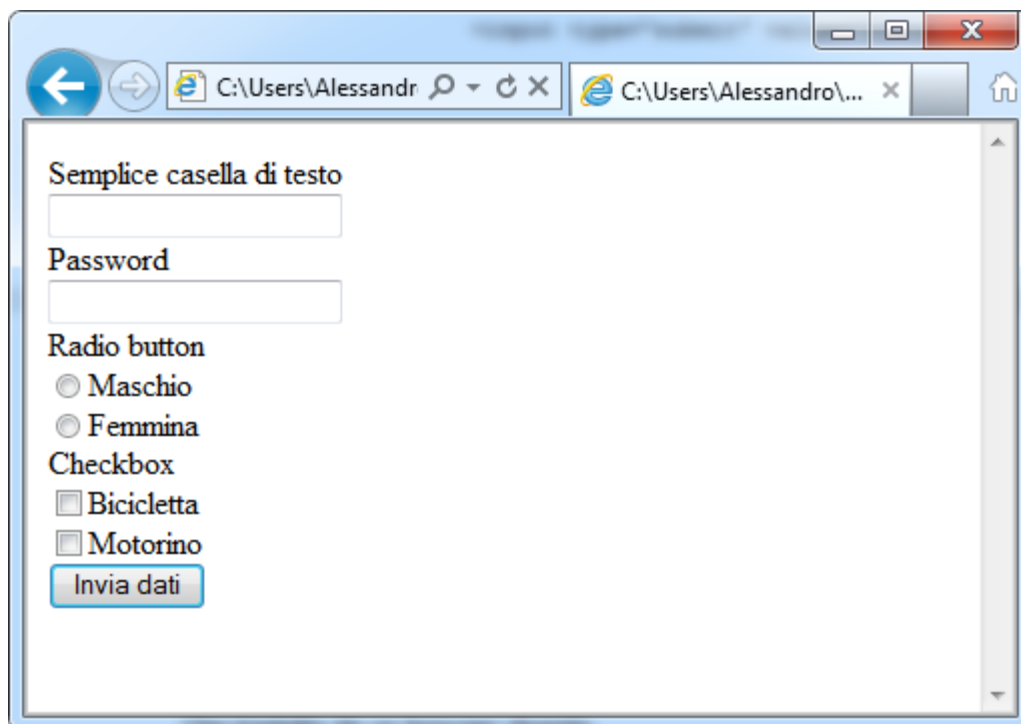 C:\Users\Alessandr
C:\Users\Alessandro\...
Semplice casella di testo
Password
Radio button
Maschio
Femmina
Checkbox
Bicicletta
Motorino
Invia dati